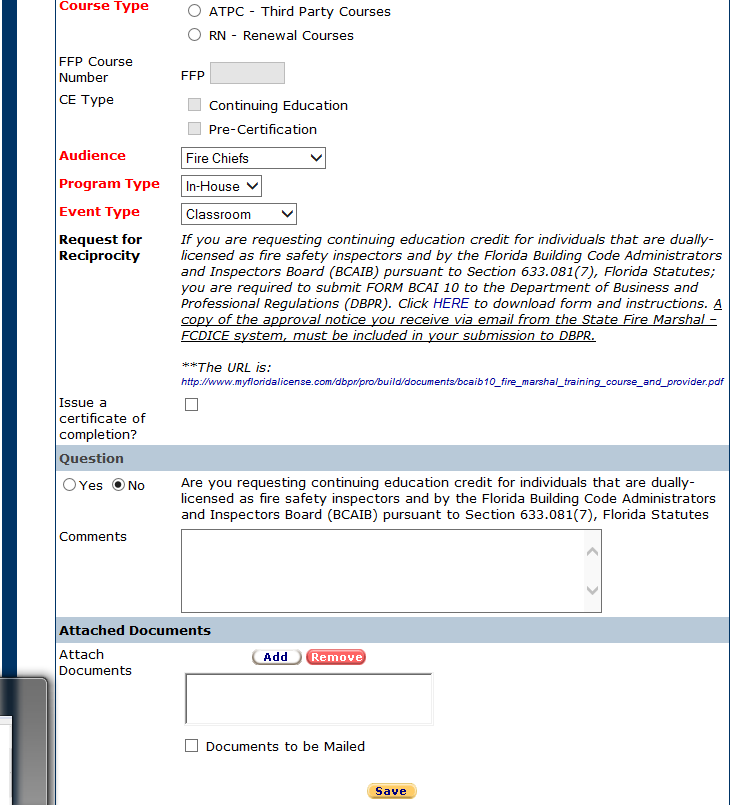 Course Type
ATPC - Third Party Courses
RN - Renewal Courses
FFP Course
Number
FFP
CE Type
Continuing Education
Pre-Certification
Audience
Fire Chiefs
Program Type
In-House
Event Type
Classroom
Request for
Reciprocity
If you are requesting continuing education credit for individuals that are dually-
licensed as fire safety inspectors and by the Florida Building Code Administrators
and Inspectors Board (BCAIB) pursuant to Section 633.081(7), Florida Statutes;
you are required to submit FORM BCAI 10 to the Department of Business and
Professional Regulations (DBPR). Click HERE to download form and instructions. A
copy of the approval notice you receive via email from the State Fire Marshal –
FCDICE system, must be included in your submission to DBPR.
**The URL is:
http://www.myfloridalicense.com/dbpr/pro/build/documents/bcaib10_fire_marshal_training_course_and_provider.pdf
Issue a
certificate of
completion?
Question
Yes No
Are you requesting continuing education credit for individuals that are dually-
licensed as fire safety inspectors and by the Florida Building Code Administrators
and Inspectors Board (BCAIB) pursuant to Section 633.081(7), Florida Statutes
Comments
Attached Documents
Attach
Documents
Add Remove
Documents to be Mailed
Save